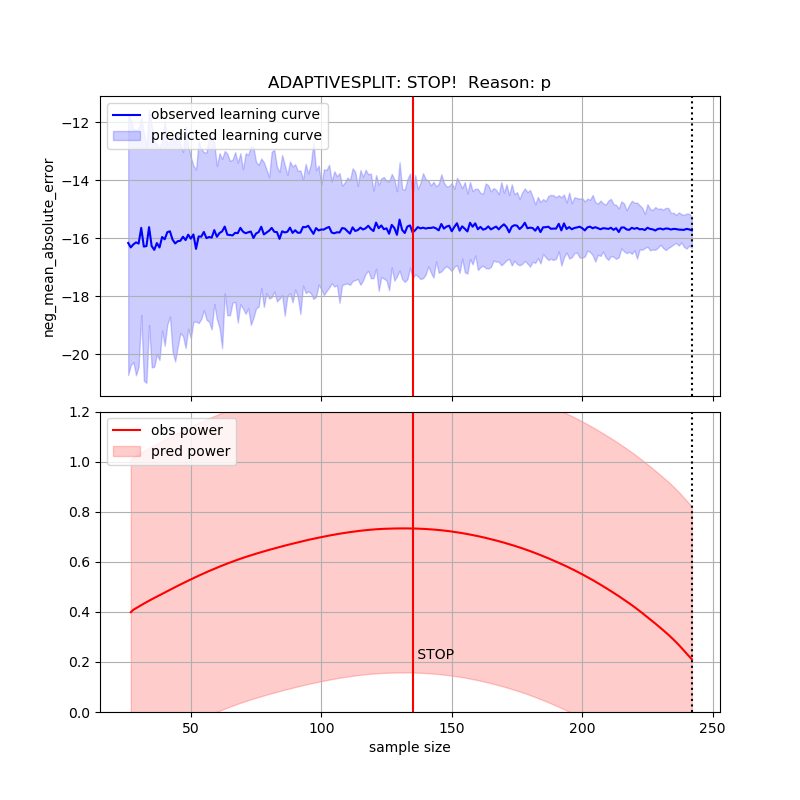 ADAPTIVESPLIT: STOP!  Reason: p
observed learning curve
predicted learning curve
neg_mean_absolute_error
−12
−14
−16
−18
−20
obs power
pred power
1.2
1.0
0.8
0.6
0.4
0.2
0.0
STOP
50
100
150
200
250
sample size